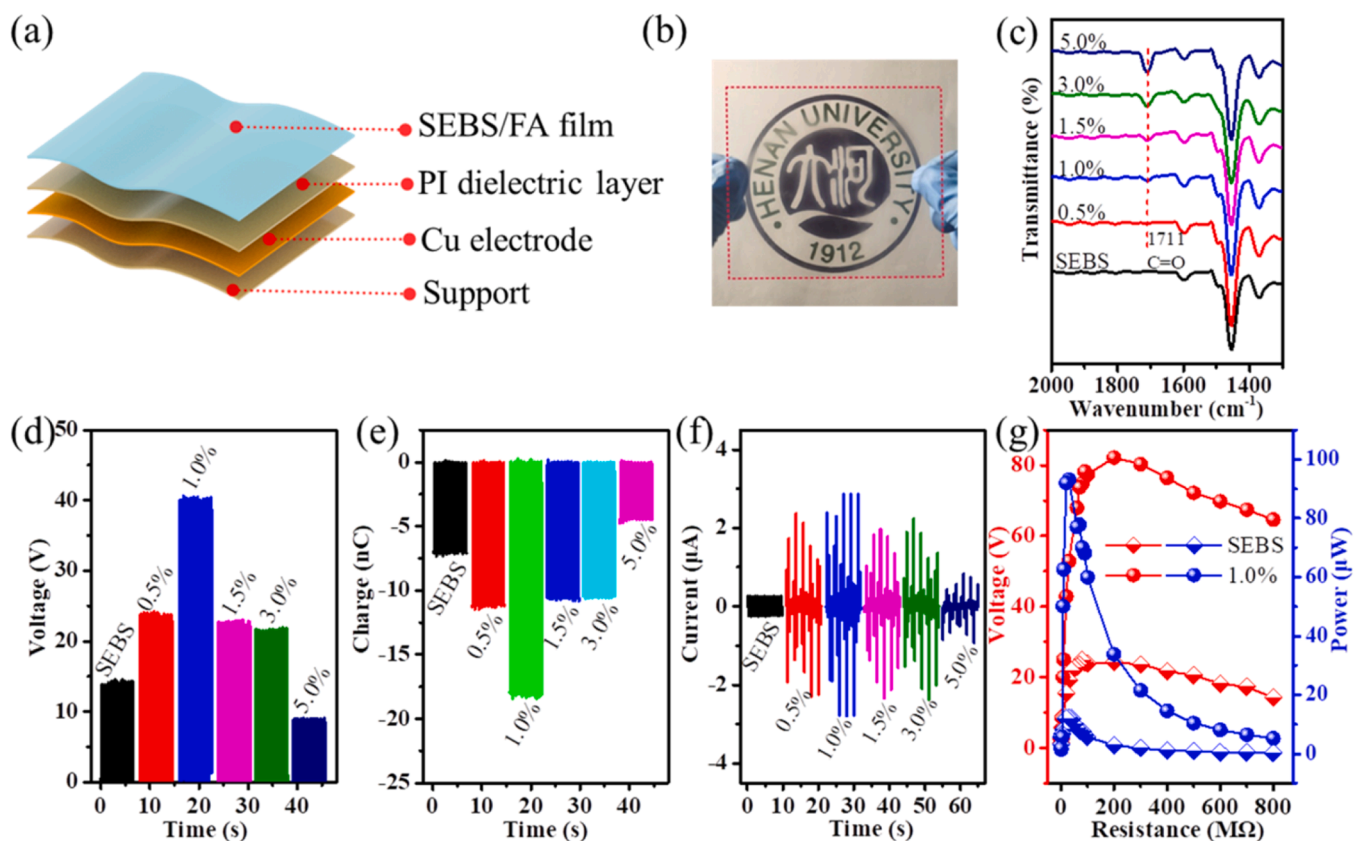 (a)
SEBS/FA film
PI dielectric layer
Cu electrode
Support
(b)
HENAN UNIVERSITY
1912
(c)
Transmittance (%)
5.0%
3.0%
1.5%
1.0%
0.5%
SEBS
1711
C=O
2000 1800 1600 1400
Wavenumber (cm⁻¹)
(d)
Voltage (V)
50
40
30
20
10
0
SEBS
0.5%
1.0%
1.5%
3.0%
5.0%
0 10 20 30 40
Time (s)
(e)
Charge (nC)
0
-5
-10
-15
-20
-25
SEBS
0.5%
1.0%
1.5%
3.0%
5.0%
0 10 20 30 40
Time (s)
(f)
Current (μA)
4
2
0
-2
-4
SEBS
0.5%
1.0%
1.5%
3.0%
5.0%
0 10 20 30 40 50 60
Time (s)
(g)
Voltage (V)
80
60
40
20
0
SEBS
1.0%
100
80
60
40
20
0
Power (μW)
0 200 400 600 800
Resistance (MΩ)